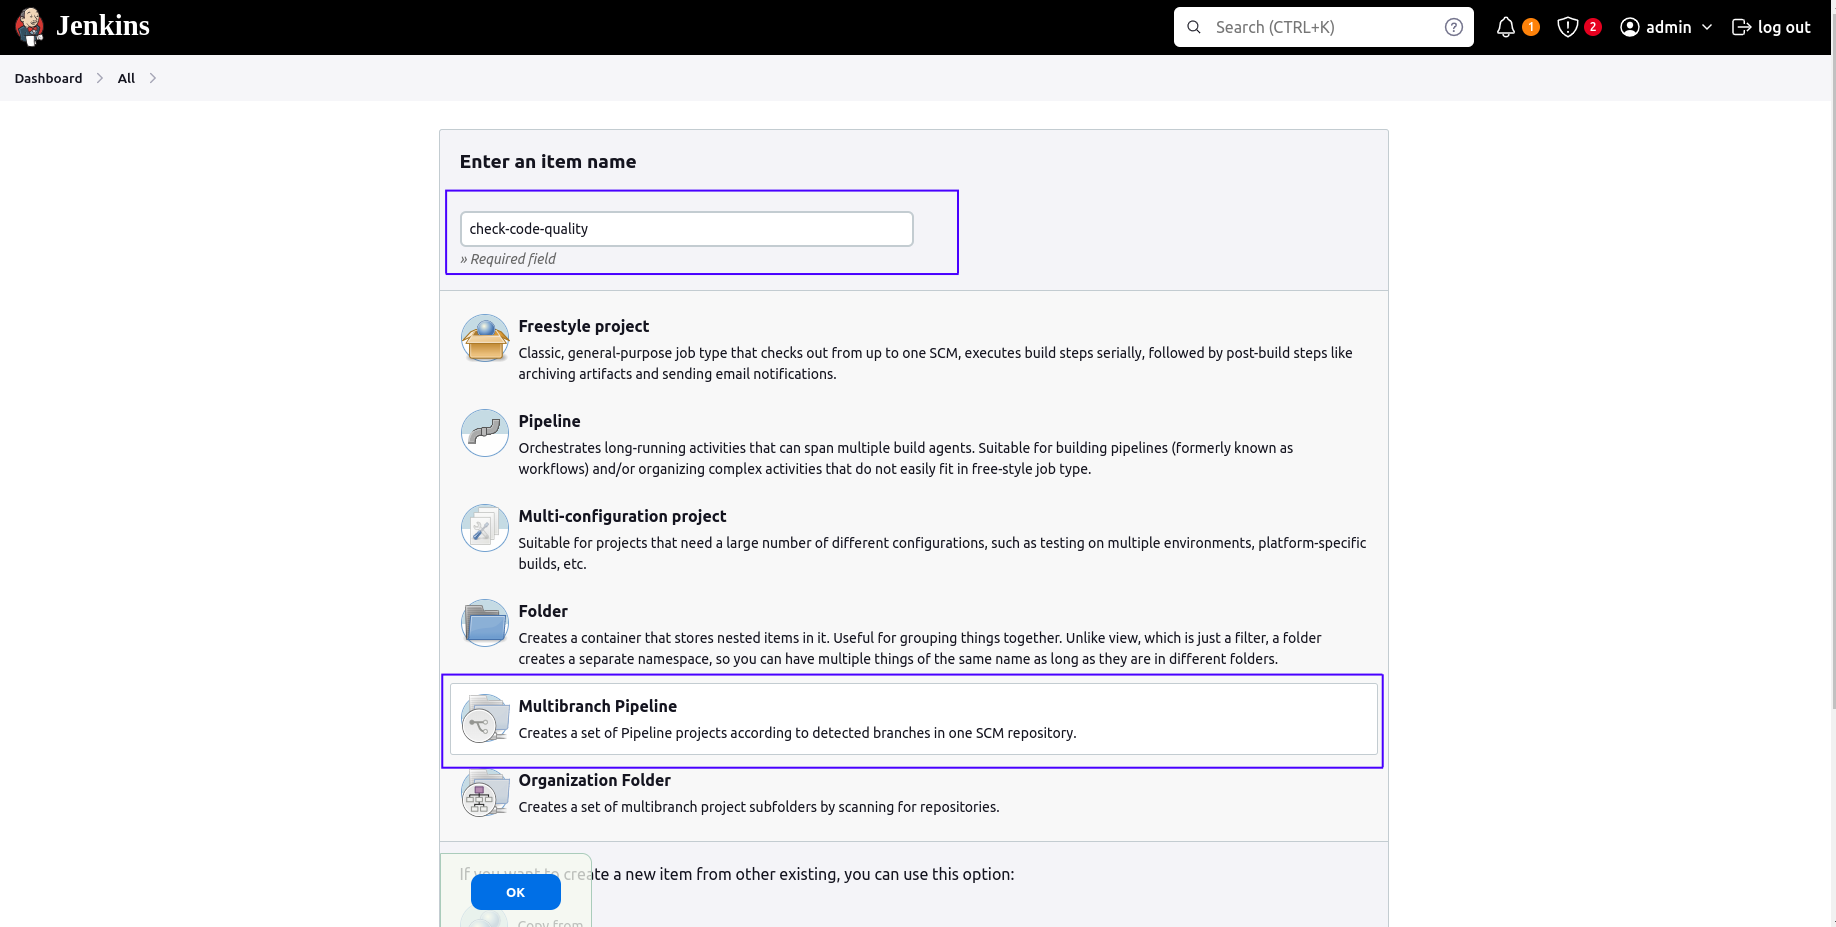 Jenkins
Search (CTRL+K)
1
2
admin
log out
Dashboard
All
Enter an item name
check-code-quality
» Required field
Freestyle project
Classic, general-purpose job type that checks out from up to one SCM, executes build steps serially, followed by post-build steps like
archiving artifacts and sending email notifications.
Pipeline
Orchestrates long-running activities that can span multiple build agents. Suitable for building pipelines (formerly known as
workflows) and/or organizing complex activities that do not easily fit in free-style job type.
Multi-configuration project
Suitable for projects that need a large number of different configurations, such as testing on multiple environments, platform-specific
builds, etc.
Folder
Creates a container that stores nested items in it. Useful for grouping things together. Unlike view, which is just a filter, a folder
creates a separate namespace, so you can have multiple things of the same name as long as they are in different folders.
Multibranch Pipeline
Creates a set of Pipeline projects according to detected branches in one SCM repository.
Organization Folder
Creates a set of multibranch project subfolders by scanning for repositories.
If you want to create a new item from other existing, you can use this option:
OK
Copy from